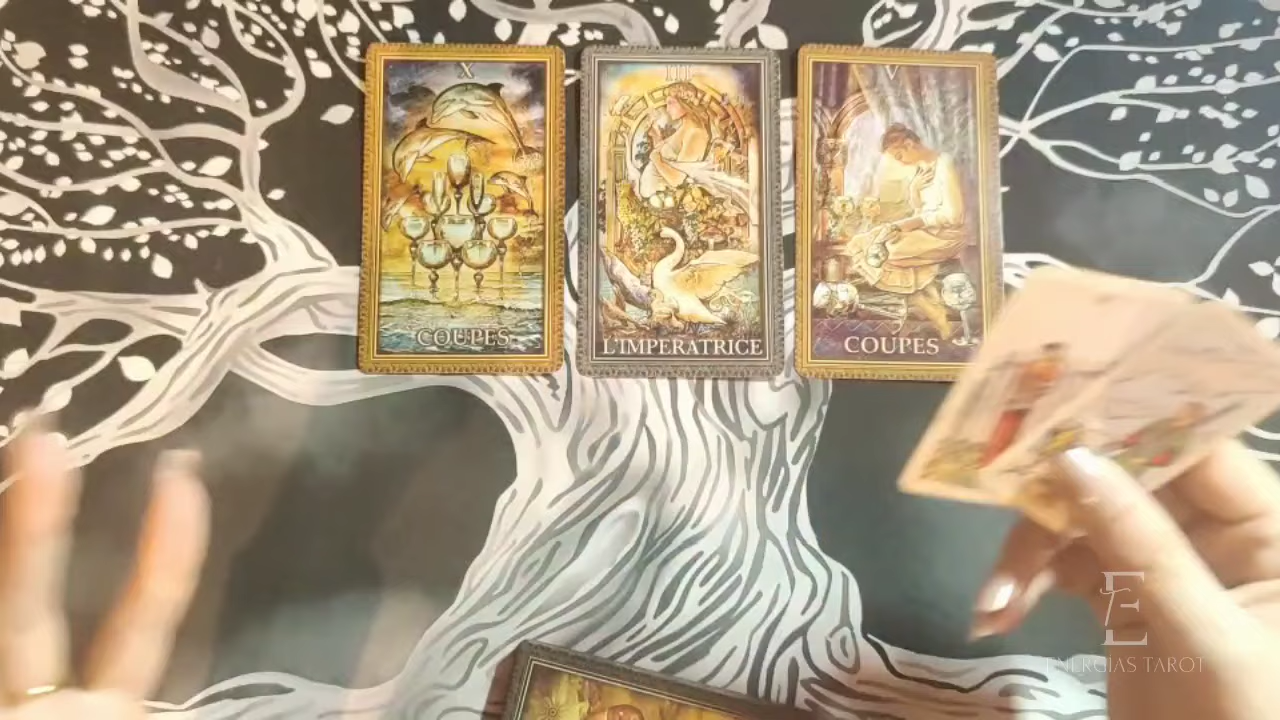 X
COUPES
III
L'IMPERATRICE
V
COUPES
E
ENERGIAS TAROT